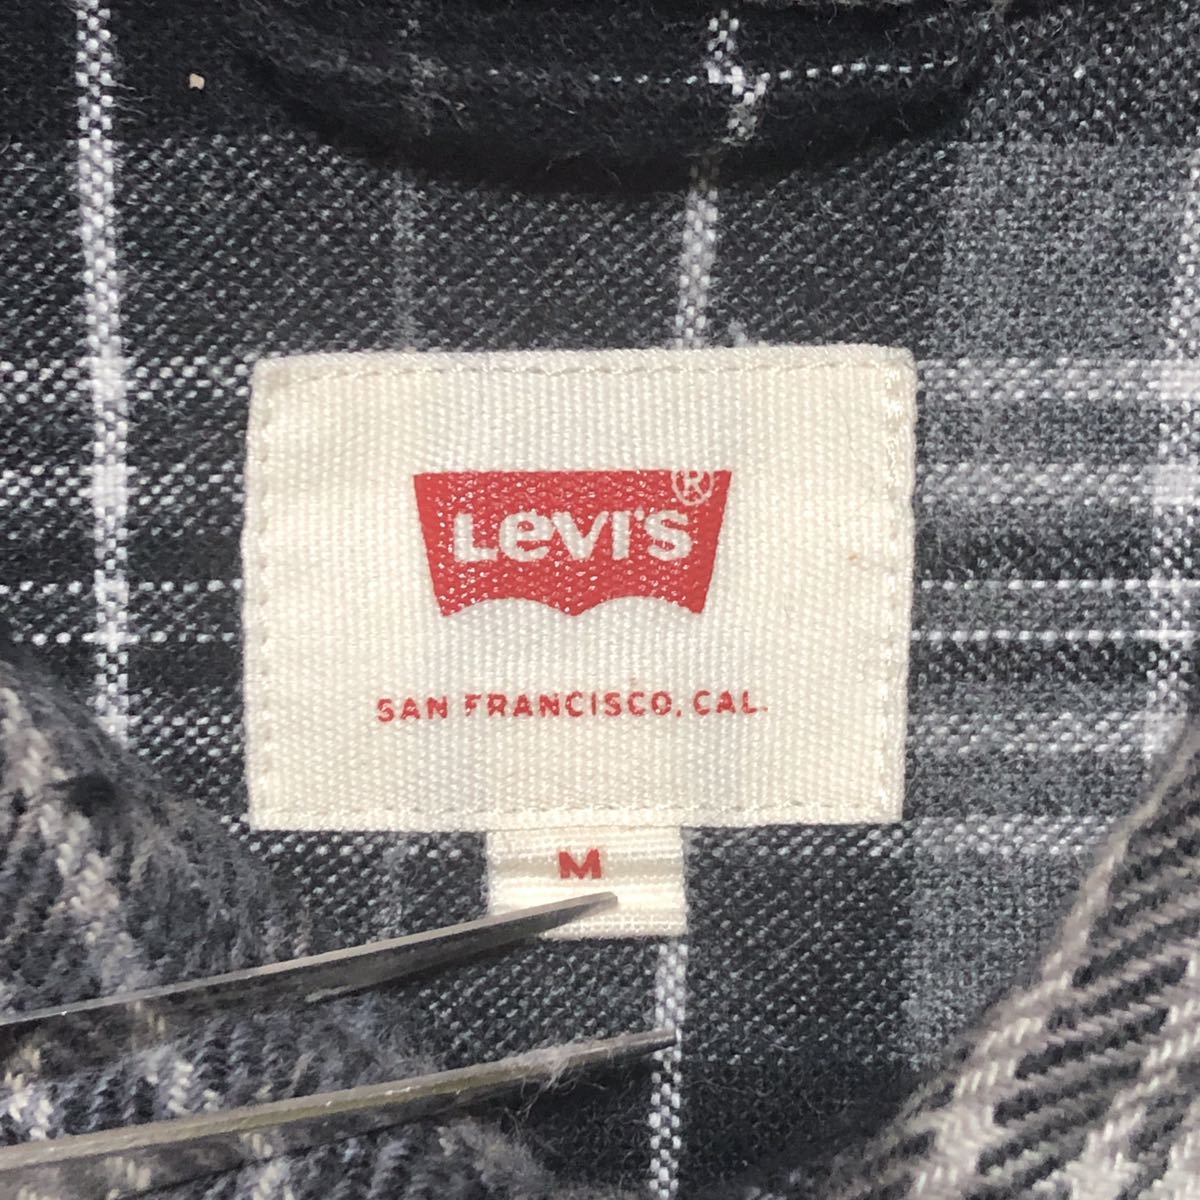 LeVI'S®
SAN FRANCISCO, CAL.
M